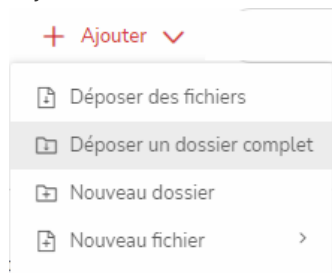 + Ajouter
Déposer des fichiers
Déposer un dossier complet
Nouveau dossier
Nouveau fichier >